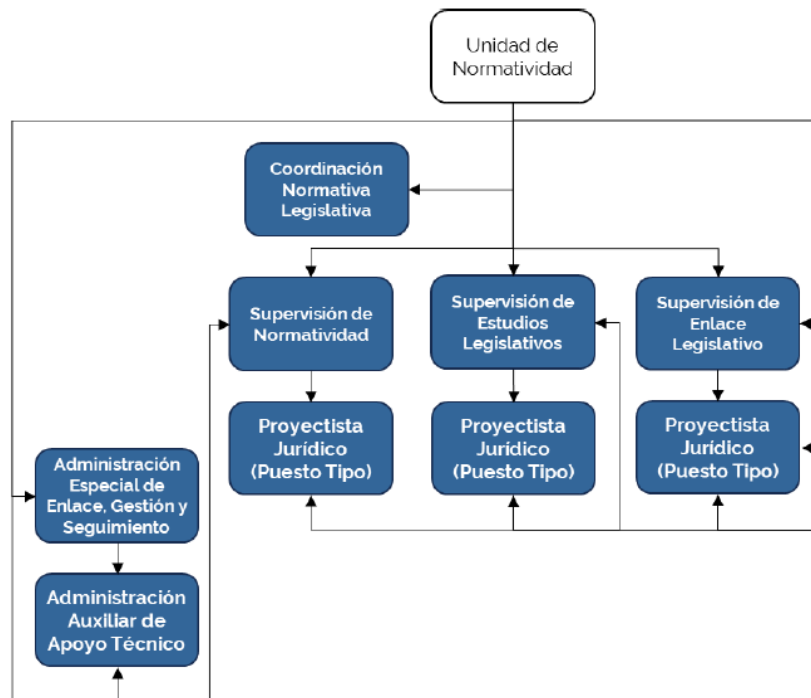 Unidad de
Normatividad
Coordinación
Normativa
Legislativa
Supervisión de
Normatividad
Supervisión de
Estudios
Legislativos
Supervisión de
Enlace
Legislativo
Proyectista
Jurídico
(Puesto Tipo)
Proyectista
Jurídico
(Puesto Tipo)
Proyectista
Jurídico
(Puesto Tipo)
Administración
Especial de
Enlace, Gestión y
Seguimiento
Administración
Auxiliar de
Apoyo Técnico